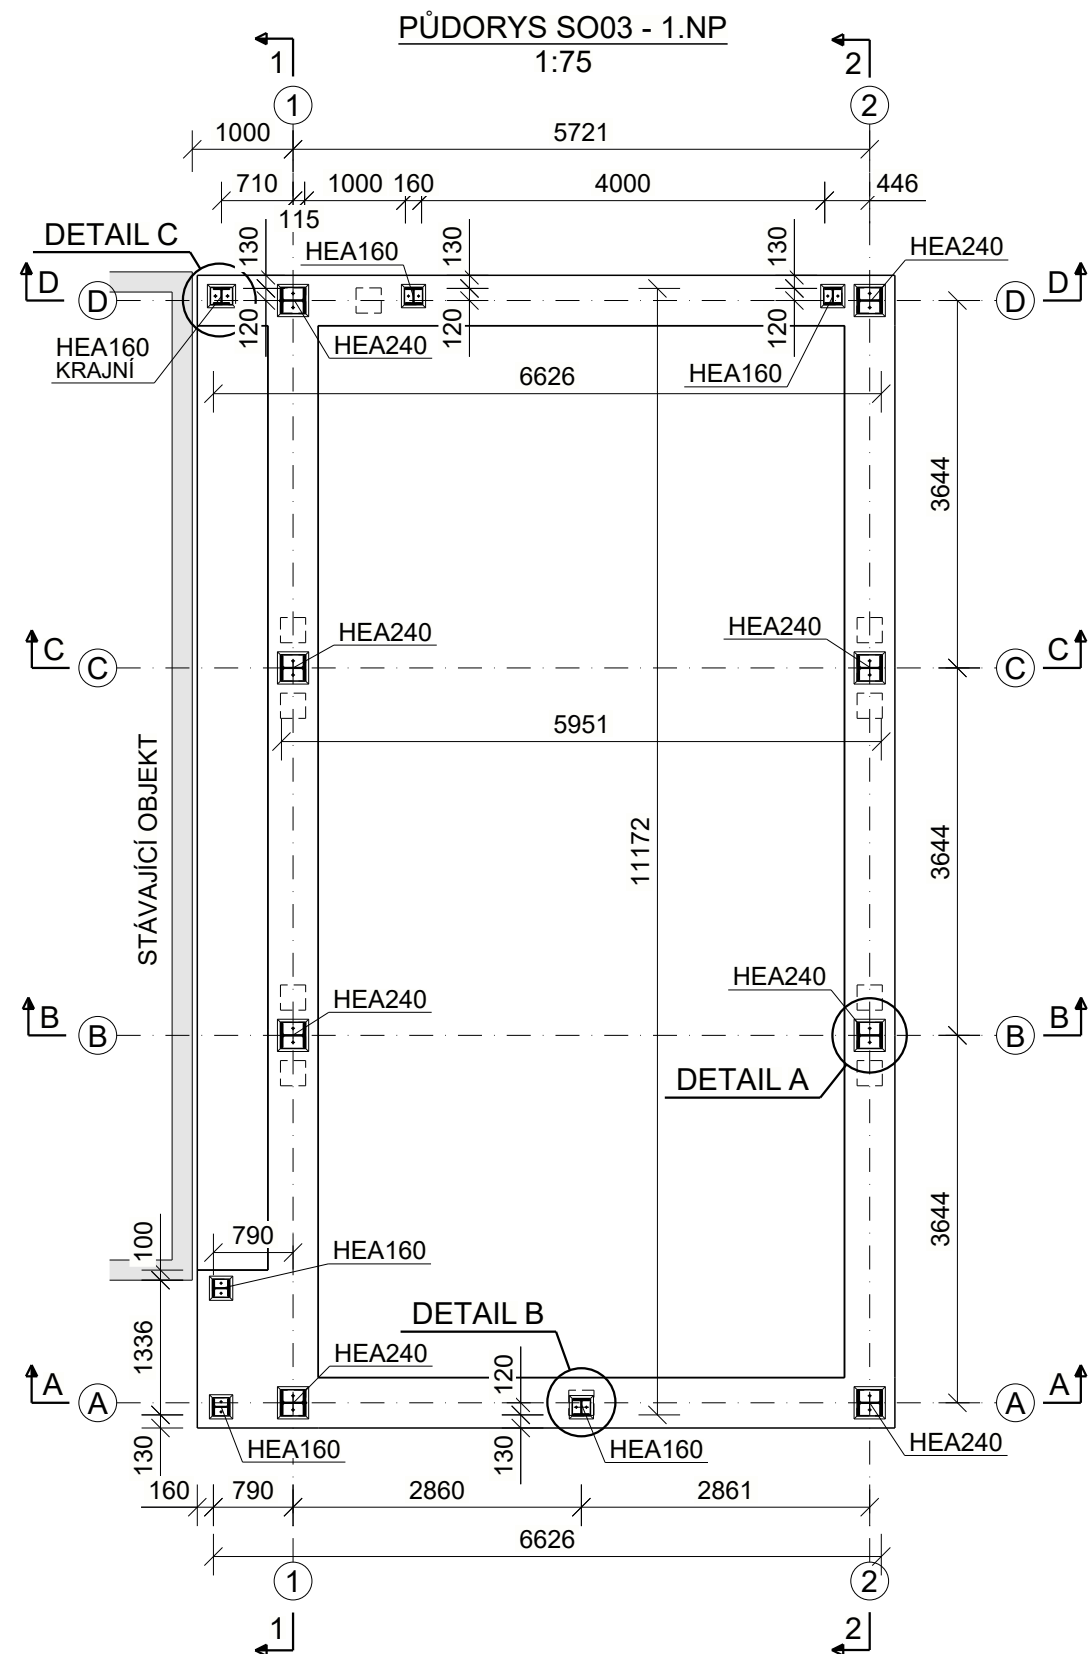 PŮDORYS SO03 - 1.NP
1:75
1
2
1
2
1000
5721
710
1000
160
4000
446
115
DETAIL C
130
HEA160
130
130
HEA240
D
D
D
D
120
HEA240
120
120
HEA160
KRAJNÍ
HEA160
6626
3644
HEA240
HEA240
C
C
C
C
5951
STÁVAJÍCÍ OBJEKT
11172
3644
HEA240
HEA240
B
B
B
B
DETAIL A
3644
100
790
HEA160
DETAIL B
1336
HEA240
120
A
A
A
A
130
HEA160
130
HEA160
HEA240
160
790
2860
2861
6626
1
2
1
2